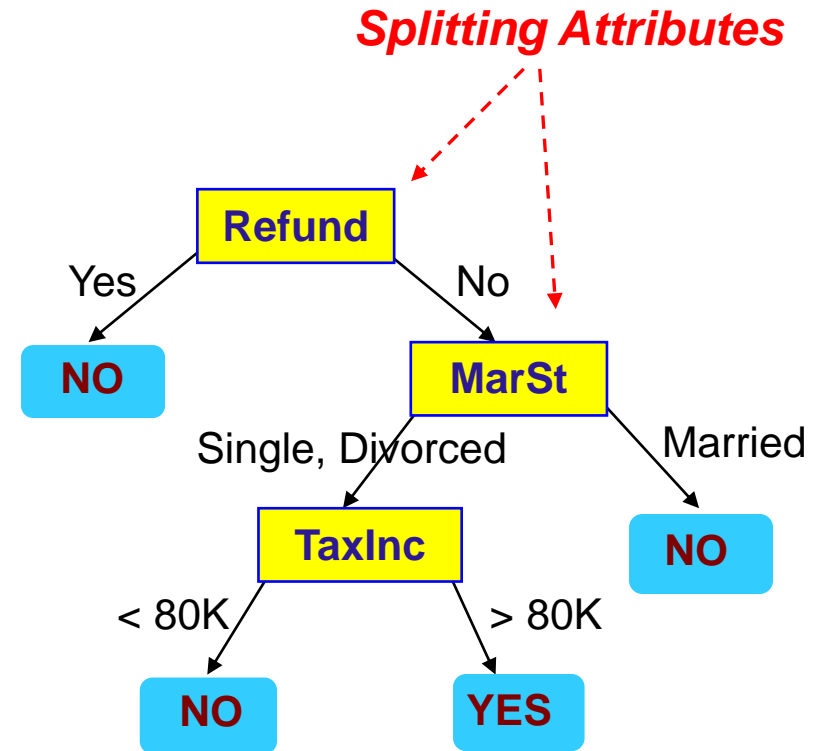 Splitting Attributes
Refund
Yes
No
NO
MarSt
Single, Divorced
Married
TaxInc
NO
< 80K
> 80K
NO
YES